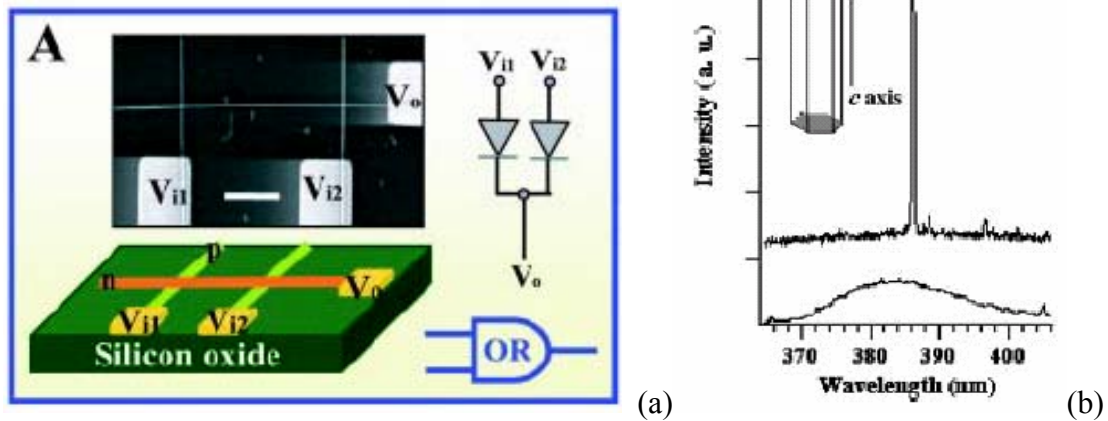 A
Vo
Vi1
Vi2
Vi1 Vi2
Vo
p
n
Vo
Vi1
Vi2
Silicon oxide
OR
(a)
Intensity ( a. u. )
c axis
370 380 390 400
Wavelength (nm)
(b)